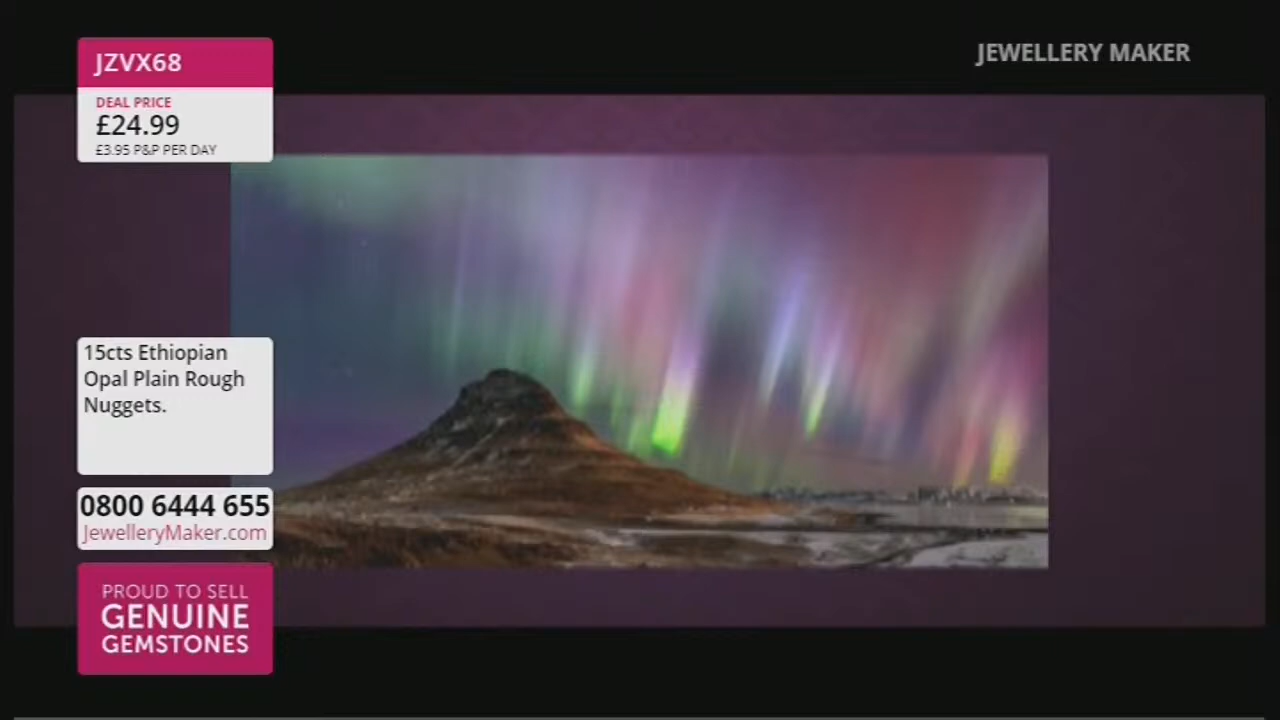 JZVX68
DEAL PRICE
£24.99
£3.95 P&P PER DAY
JEWELLERY MAKER
15cts Ethiopian
Opal Plain Rough
Nuggets.
0800 6444 655
JewelleryMaker.com
PROUD TO SELL
GENUINE
GEMSTONES